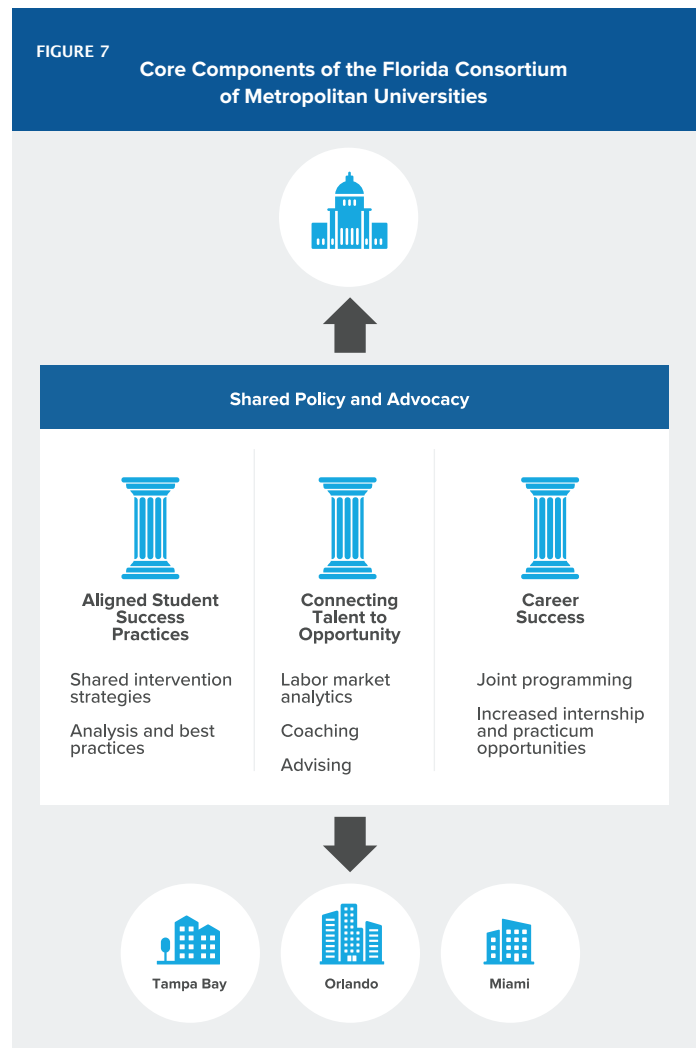 FIGURE 7
Core Components of the Florida Consortium
of Metropolitan Universities
Shared Policy and Advocacy
Aligned Student
Success
Practices
Shared intervention
strategies
Analysis and best
practices
Connecting
Talent to
Opportunity
Labor market
analytics
Coaching
Advising
Career
Success
Joint programming
Increased internship
and practicum
opportunities
Tampa Bay
Orlando
Miami